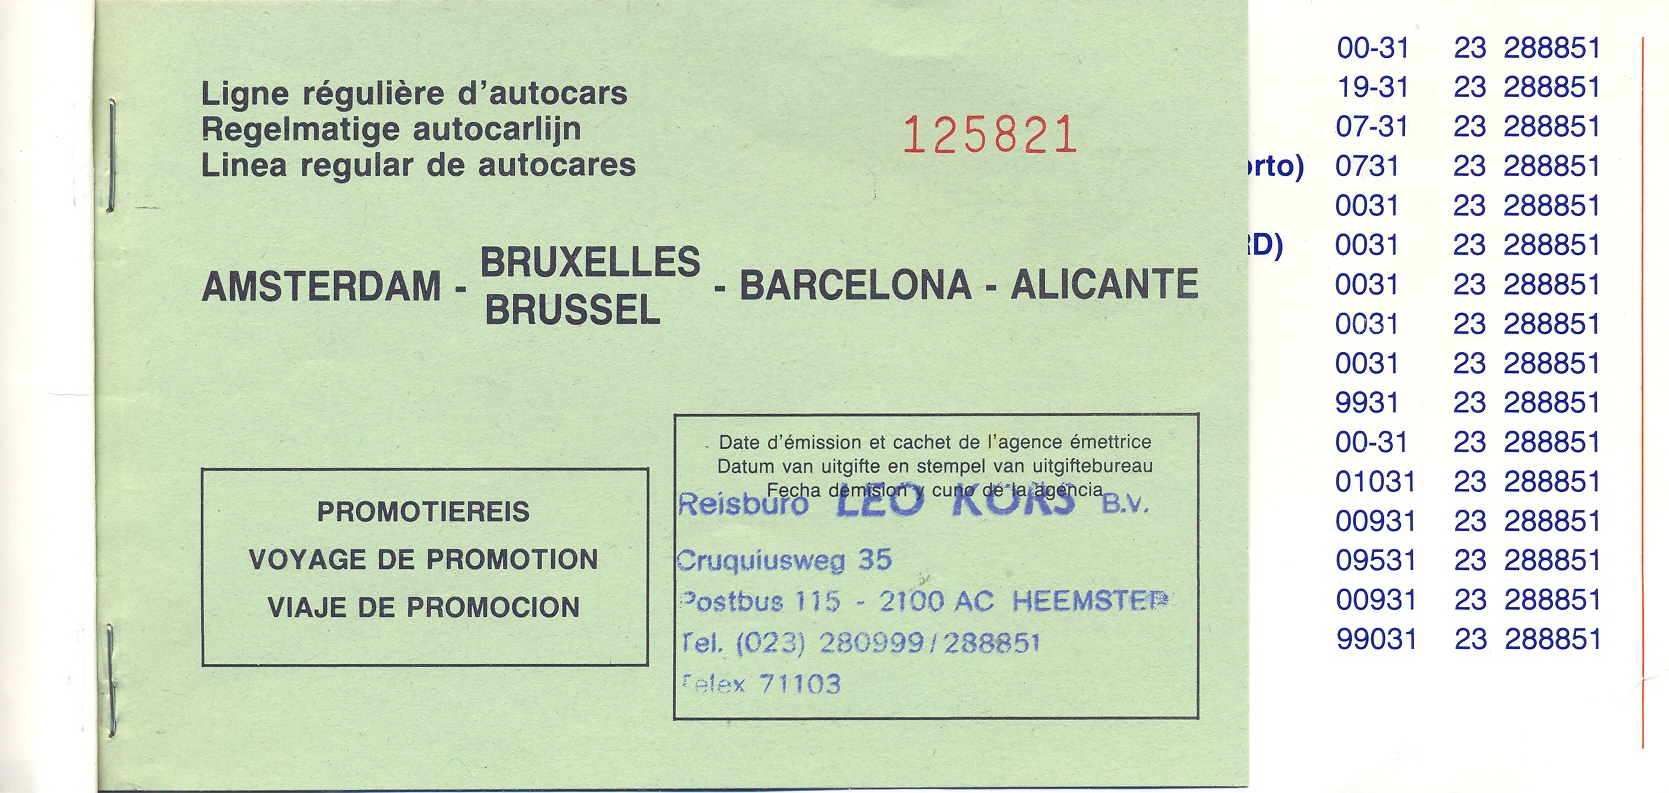 Ligne régulière d'autocars
Regelmatige autocarlijn
Linea regular de autocares
125821
AMSTERDAM - BRUXELLES BRUSSEL - BARCELONA - ALICANTE
PROMOTIEREIS
VOYAGE DE PROMOTION
VIAJE DE PROMOCION
Date d'émission et cachet de l'agence émettrice
Datum van uitgifte en stempel van uitgiftebureau
Fecha démision y cuno de la agencia
Reisburo LEO KORS B.V.
Cruquiusweg 35
Postbus 115 - 2100 AC HEEMSTED
Tel. (023) 280999/288851
Telex 71103
00-31 23 288851
19-31 23 288851
07-31 23 288851
orto) 0731 23 288851
0031 23 288851
RD) 0031 23 288851
0031 23 288851
0031 23 288851
0031 23 288851
9931 23 288851
00-31 23 288851
01031 23 288851
00931 23 288851
09531 23 288851
00931 23 288851
99031 23 288851